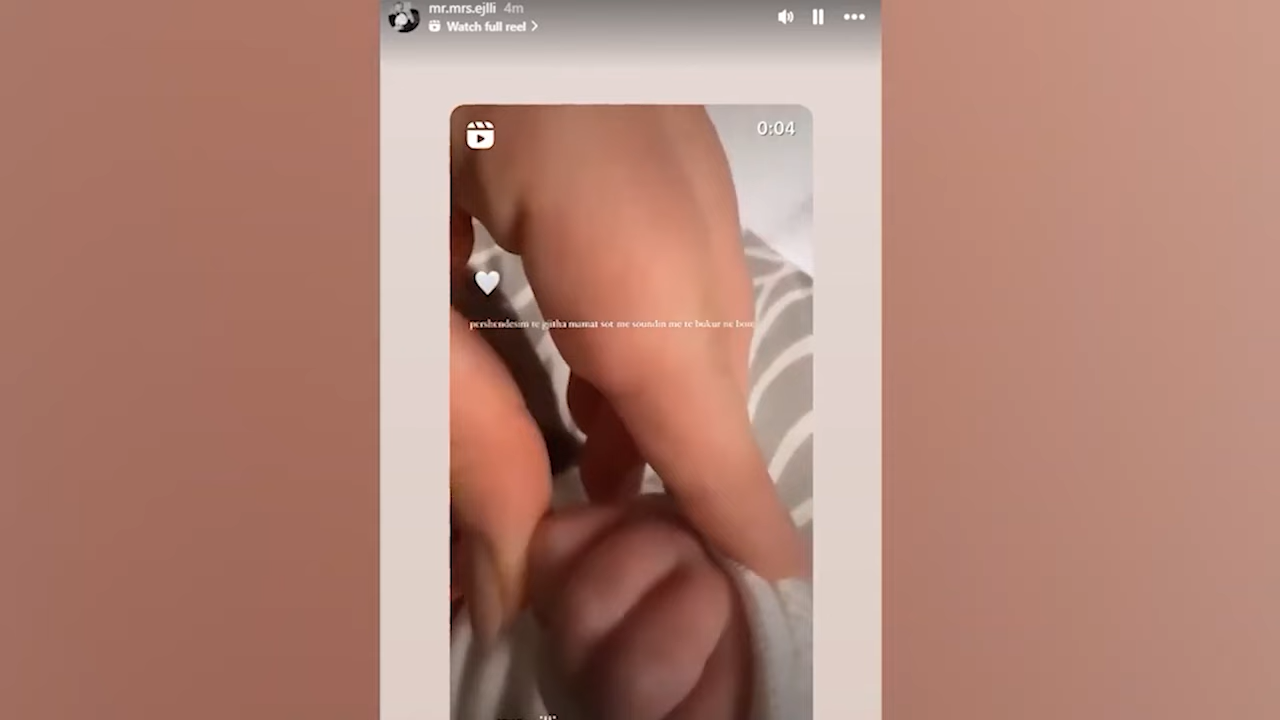 mr.mrs.ejlli 4m
Watch full reel
0:04
pershendesim te gjitha mamat sot me soundin me te bukur ne bote